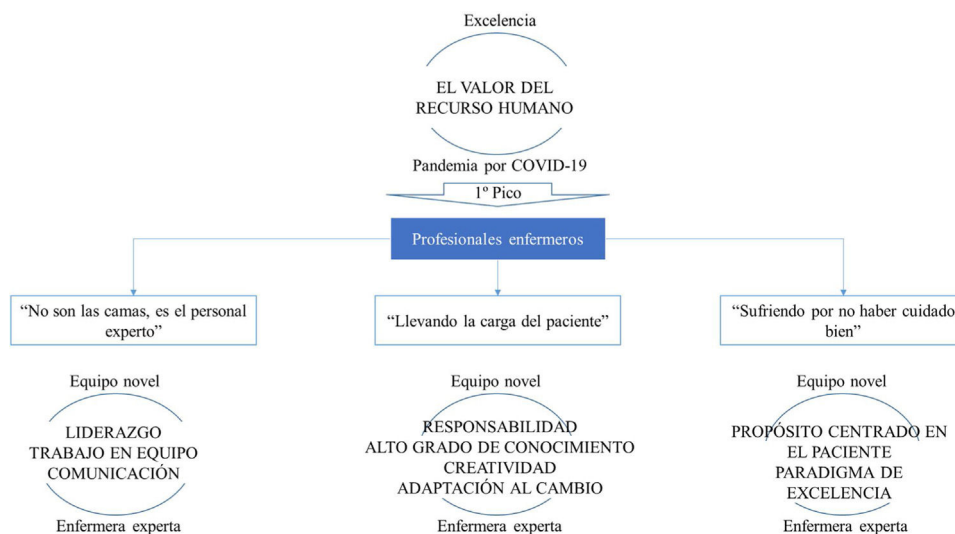 Excelencia
EL VALOR DEL
RECURSO HUMANO
Pandemia por COVID-19
1º Pico
Profesionales enfermeros
“No son las camas, es el personal
experto”
“Llevando la carga del paciente”
“Sufriendo por no haber cuidado
bien”
Equipo novel
LIDERAZGO
TRABAJO EN EQUIPO
COMUNICACIÓN
Enfermera experta
Equipo novel
RESPONSABILIDAD
ALTO GRADO DE CONOCIMIENTO
CREATIVIDAD
ADAPTACIÓN AL CAMBIO
Enfermera experta
Equipo novel
PROPÓSITO CENTRADO EN
EL PACIENTE
PARADIGMA DE
EXCELENCIA
Enfermera experta